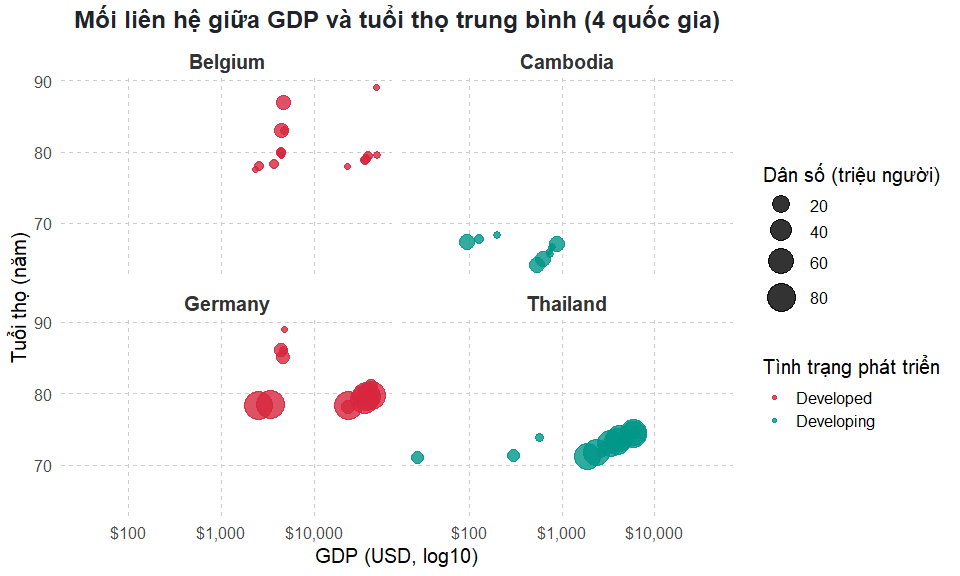 Mối liên hệ giữa GDP và tuổi thọ trung bình (4 quốc gia)
Belgium
Cambodia
90
80
70
Germany
Thailand
90
80
70
Tuổi thọ (năm)
$100
$1,000
$10,000
$100
$1,000
$10,000
GDP (USD, log10)
Dân số (triệu người)
20
40
60
80
Tình trạng phát triển
Developed
Developing